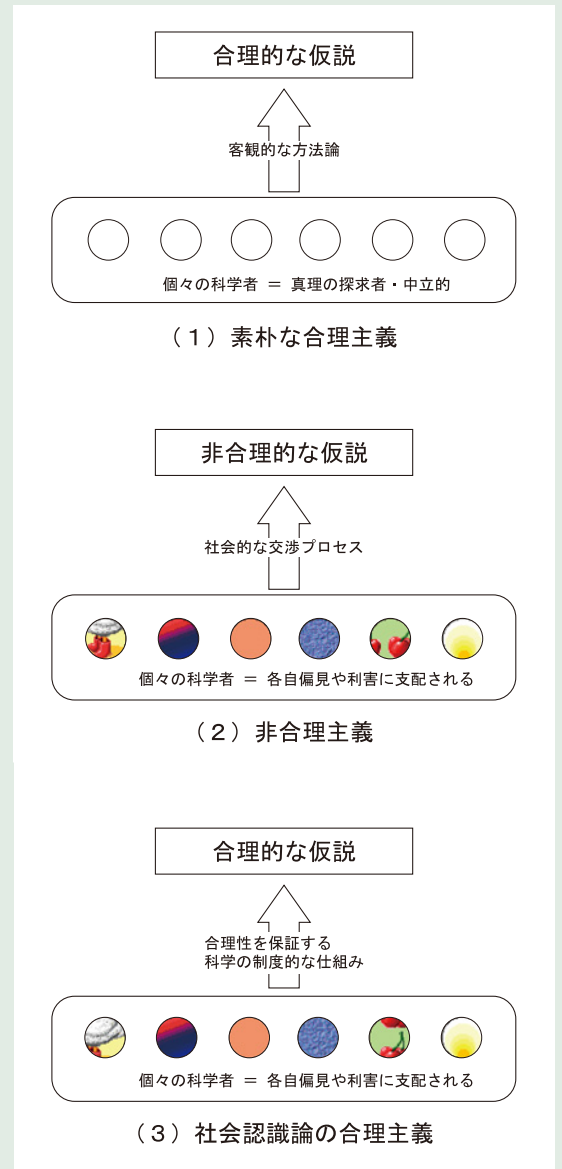 合理的な仮説
客観的な方法論
個々の科学者 ＝ 真理の探求者・中立的
（１）素朴な合理主義
非合理的な仮説
社会的な交渉プロセス
個々の科学者 ＝ 各自偏見や利害に支配される
（２）非合理主義
合理的な仮説
合理性を保証する
科学の制度的な仕組み
個々の科学者 ＝ 各自偏見や利害に支配される
（３）社会認識論の合理主義